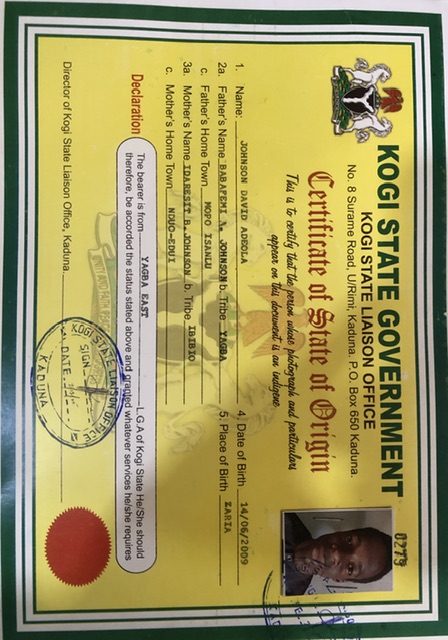 0279
KOGI STATE GOVERNMENT
KOGI STATE LIAISON OFFICE
No. 8 Surame Road, U/Rimi, Kaduna. P.O. Box 650 Kaduna.
Certificate of State of Origin
This is to certify that the person whose photograph and particulars
appear on this document is an indigene
1. Name: JOHNSON DAVID ADEOLA
4. Date of Birth 14/06/2009
2a. Father's Name BABAFEMI A. JOHNSON b. Tribe YAGBA
5. Place of Birth ZARIA
c. Father's Home Town MOPO ISANLU
3a. Mother's Name IDARESIT B. JOHNSON b. Tribe IBIBIO
c. Mother's Home Town NDUO-EDUI
Declaration
The bearer is from YAGBA EAST L.G.A of Kogi State He/She should
therefore, be accorded the status stated above and granted whatever services he/she requires
KOGI STATE LIAISON OFFICE
SIGN
DATE
KADUNA
Director of Kogi State Liaison Office, Kaduna.